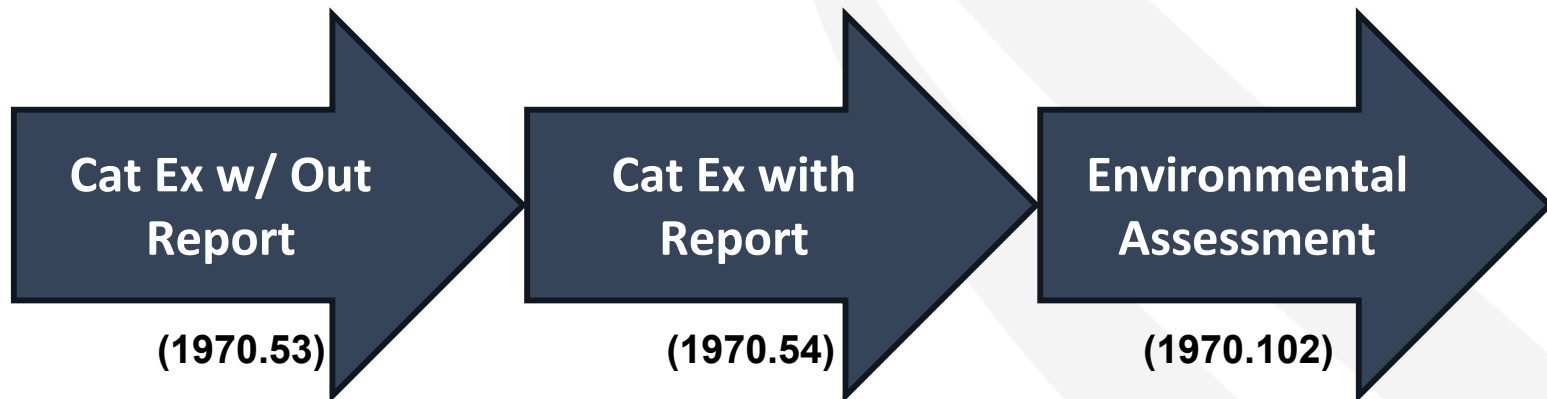 Cat Ex w/ Out
Report
(1970.53)
Cat Ex with
Report
(1970.54)
Environmental
Assessment
(1970.102)